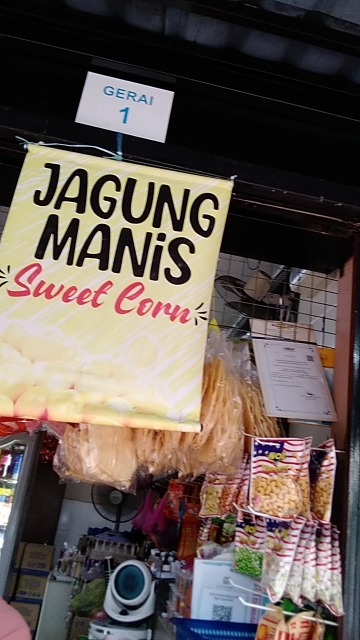 GERAI
1
JAGUNG
MANiS
Sweet Corn